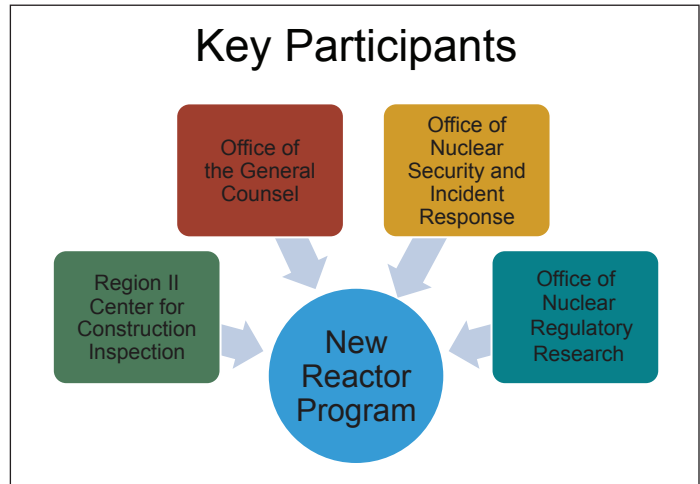 Key Participants
Office of
the General
Counsel
Office of
Nuclear
Security and
Incident
Response
Region II
Center for
Construction
Inspection
Office of
Nuclear
Regulatory
Research
New
Reactor
Program